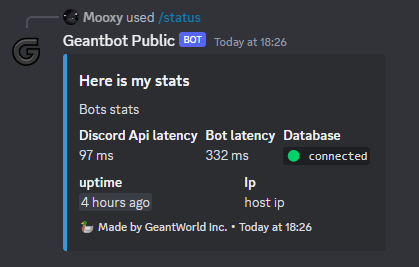 Mooxy used /status
Geantbot Public BOT Today at 18:26
Here is my stats
Bots stats
Discord Api latency Bot latency Database
97 ms 332 ms connected
uptime Ip
4 hours ago host ip
Made by GeantWorld Inc. • Today at 18:26